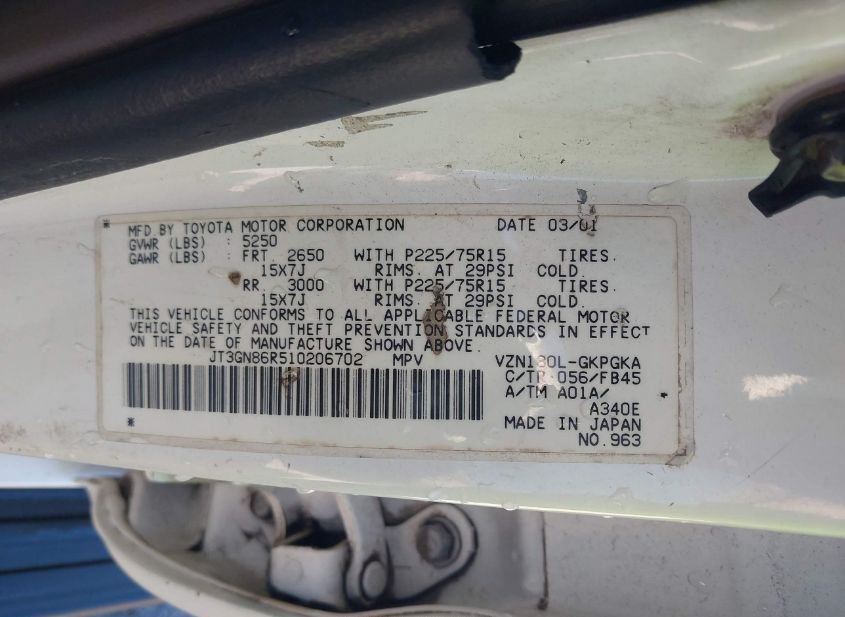 MFD.BY TOYOTA MOTOR CORPORATION DATE 03/01
GVWR (LBS) : 5250
GAWR (LBS) : FRT. 2650 WITH P225/75R15 TIRES.
15X7J RIMS. AT 29PSI COLD.
RR. 3000 WITH P225/75R15 TIRES.
15X7J RIMS. AT 29PSI COLD.
THIS VEHICLE CONFORMS TO ALL APPLICABLE FEDERAL MOTOR
VEHICLE SAFETY AND THEFT PREVENTION STANDARDS IN EFFECT
ON THE DATE OF MANUFACTURE SHOWN ABOVE.
JT3GN86R510206702 MPV VZN180L-GKPGKA
C/TR 056/FB45
A/TM A01A/
A340E
MADE IN JAPAN
NO.963